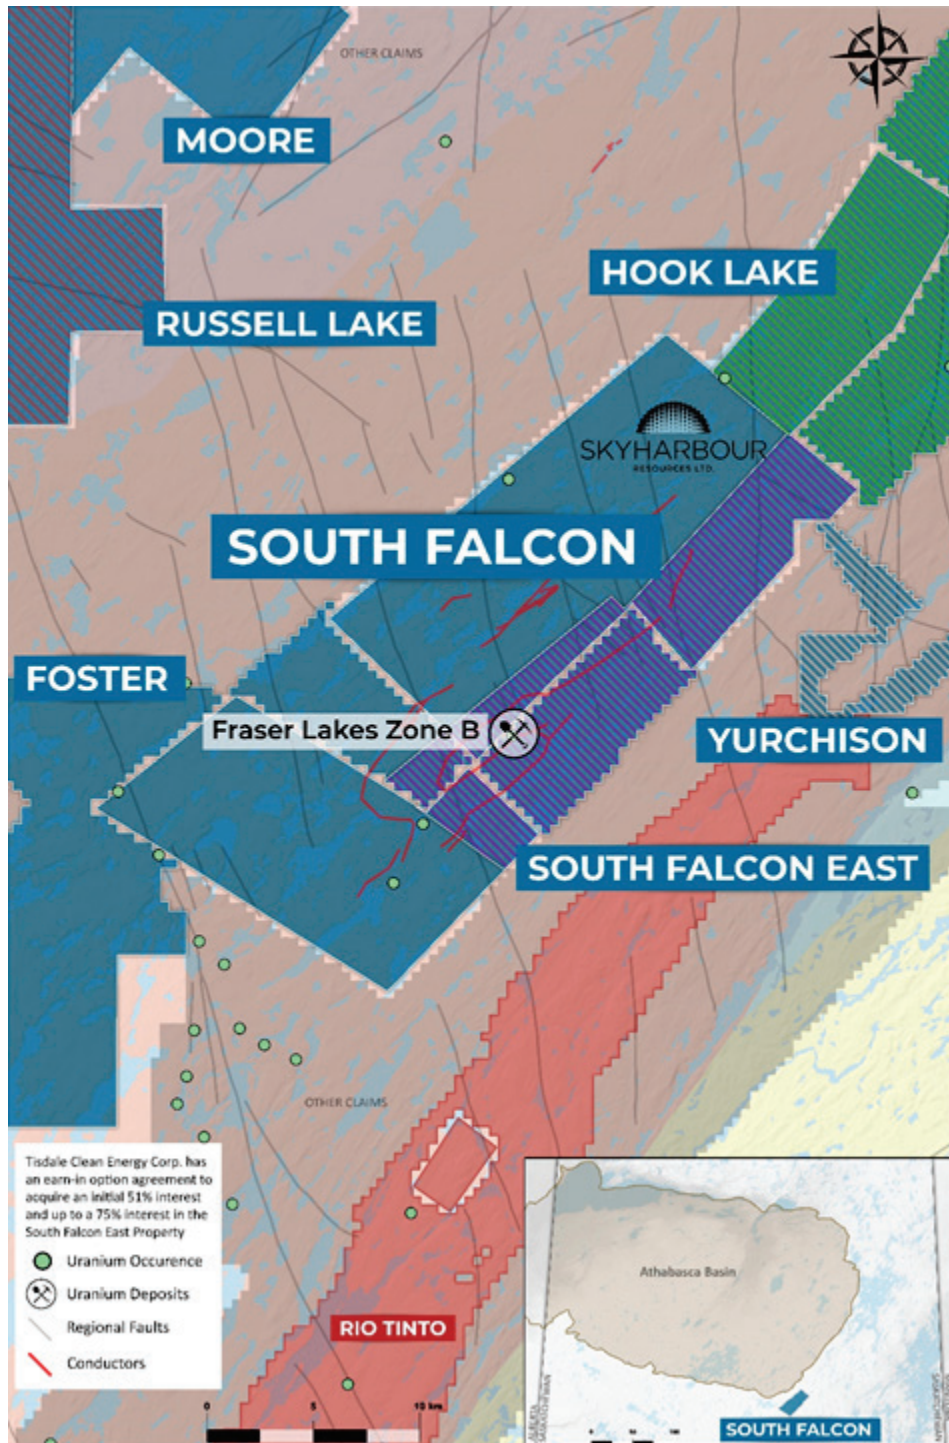 OTHER CLAIMS
MOORE
HOOK LAKE
RUSSELL LAKE
SKYHARBOUR
RESOURCES LTD.
SOUTH FALCON
FOSTER
Fraser Lakes Zone B
YURCHISON
SOUTH FALCON EAST
OTHER CLAIMS
Tisdale Clean Energy Corp. has
an earn-in option agreement to
acquire an initial 51% interest
and up to a 75% interest in the
South Falcon East Property
Uranium Occurence
Uranium Deposits
Regional Faults
Conductors
RIO TINTO
0 5 10 km
Athabasca Basin
SOUTH FALCON